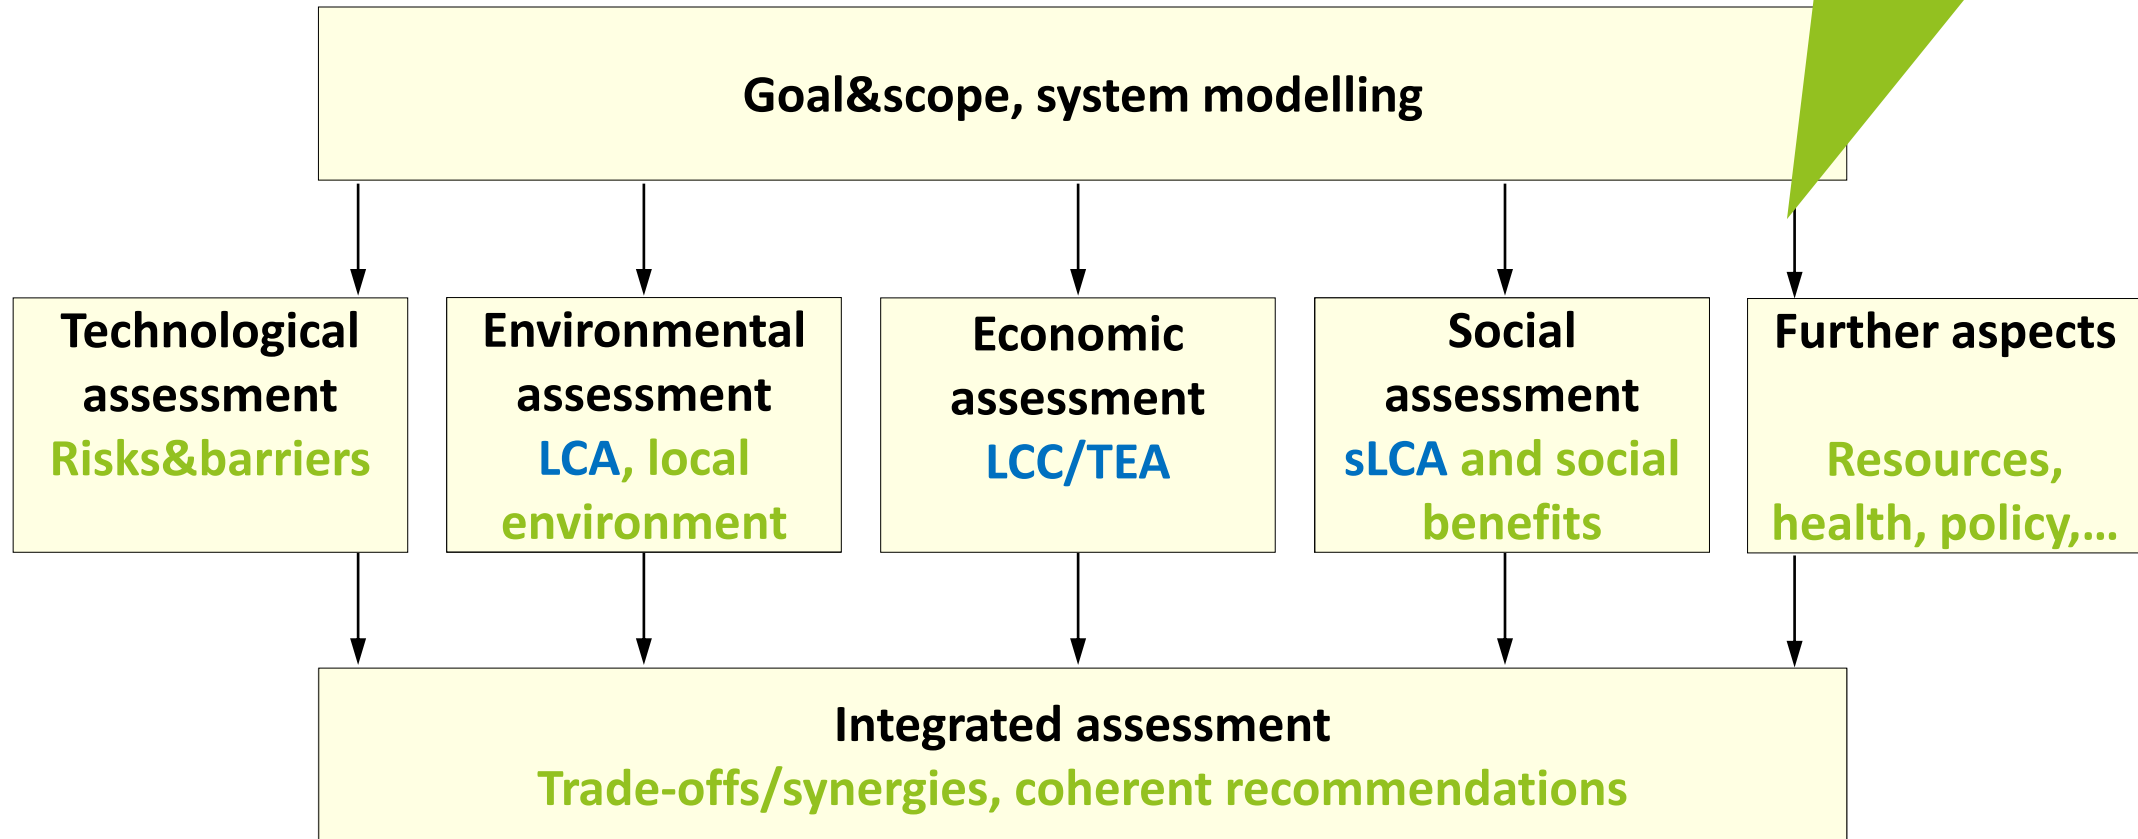 Goal&scope, system modelling
Technological
assessment
Risks&barriers
Environmental
assessment
LCA, local
environment
Economic
assessment
LCC/TEA
Social
assessment
sLCA and social
benefits
Further aspects
Resources,
health, policy,...
Integrated assessment
Trade-offs/synergies, coherent recommendations